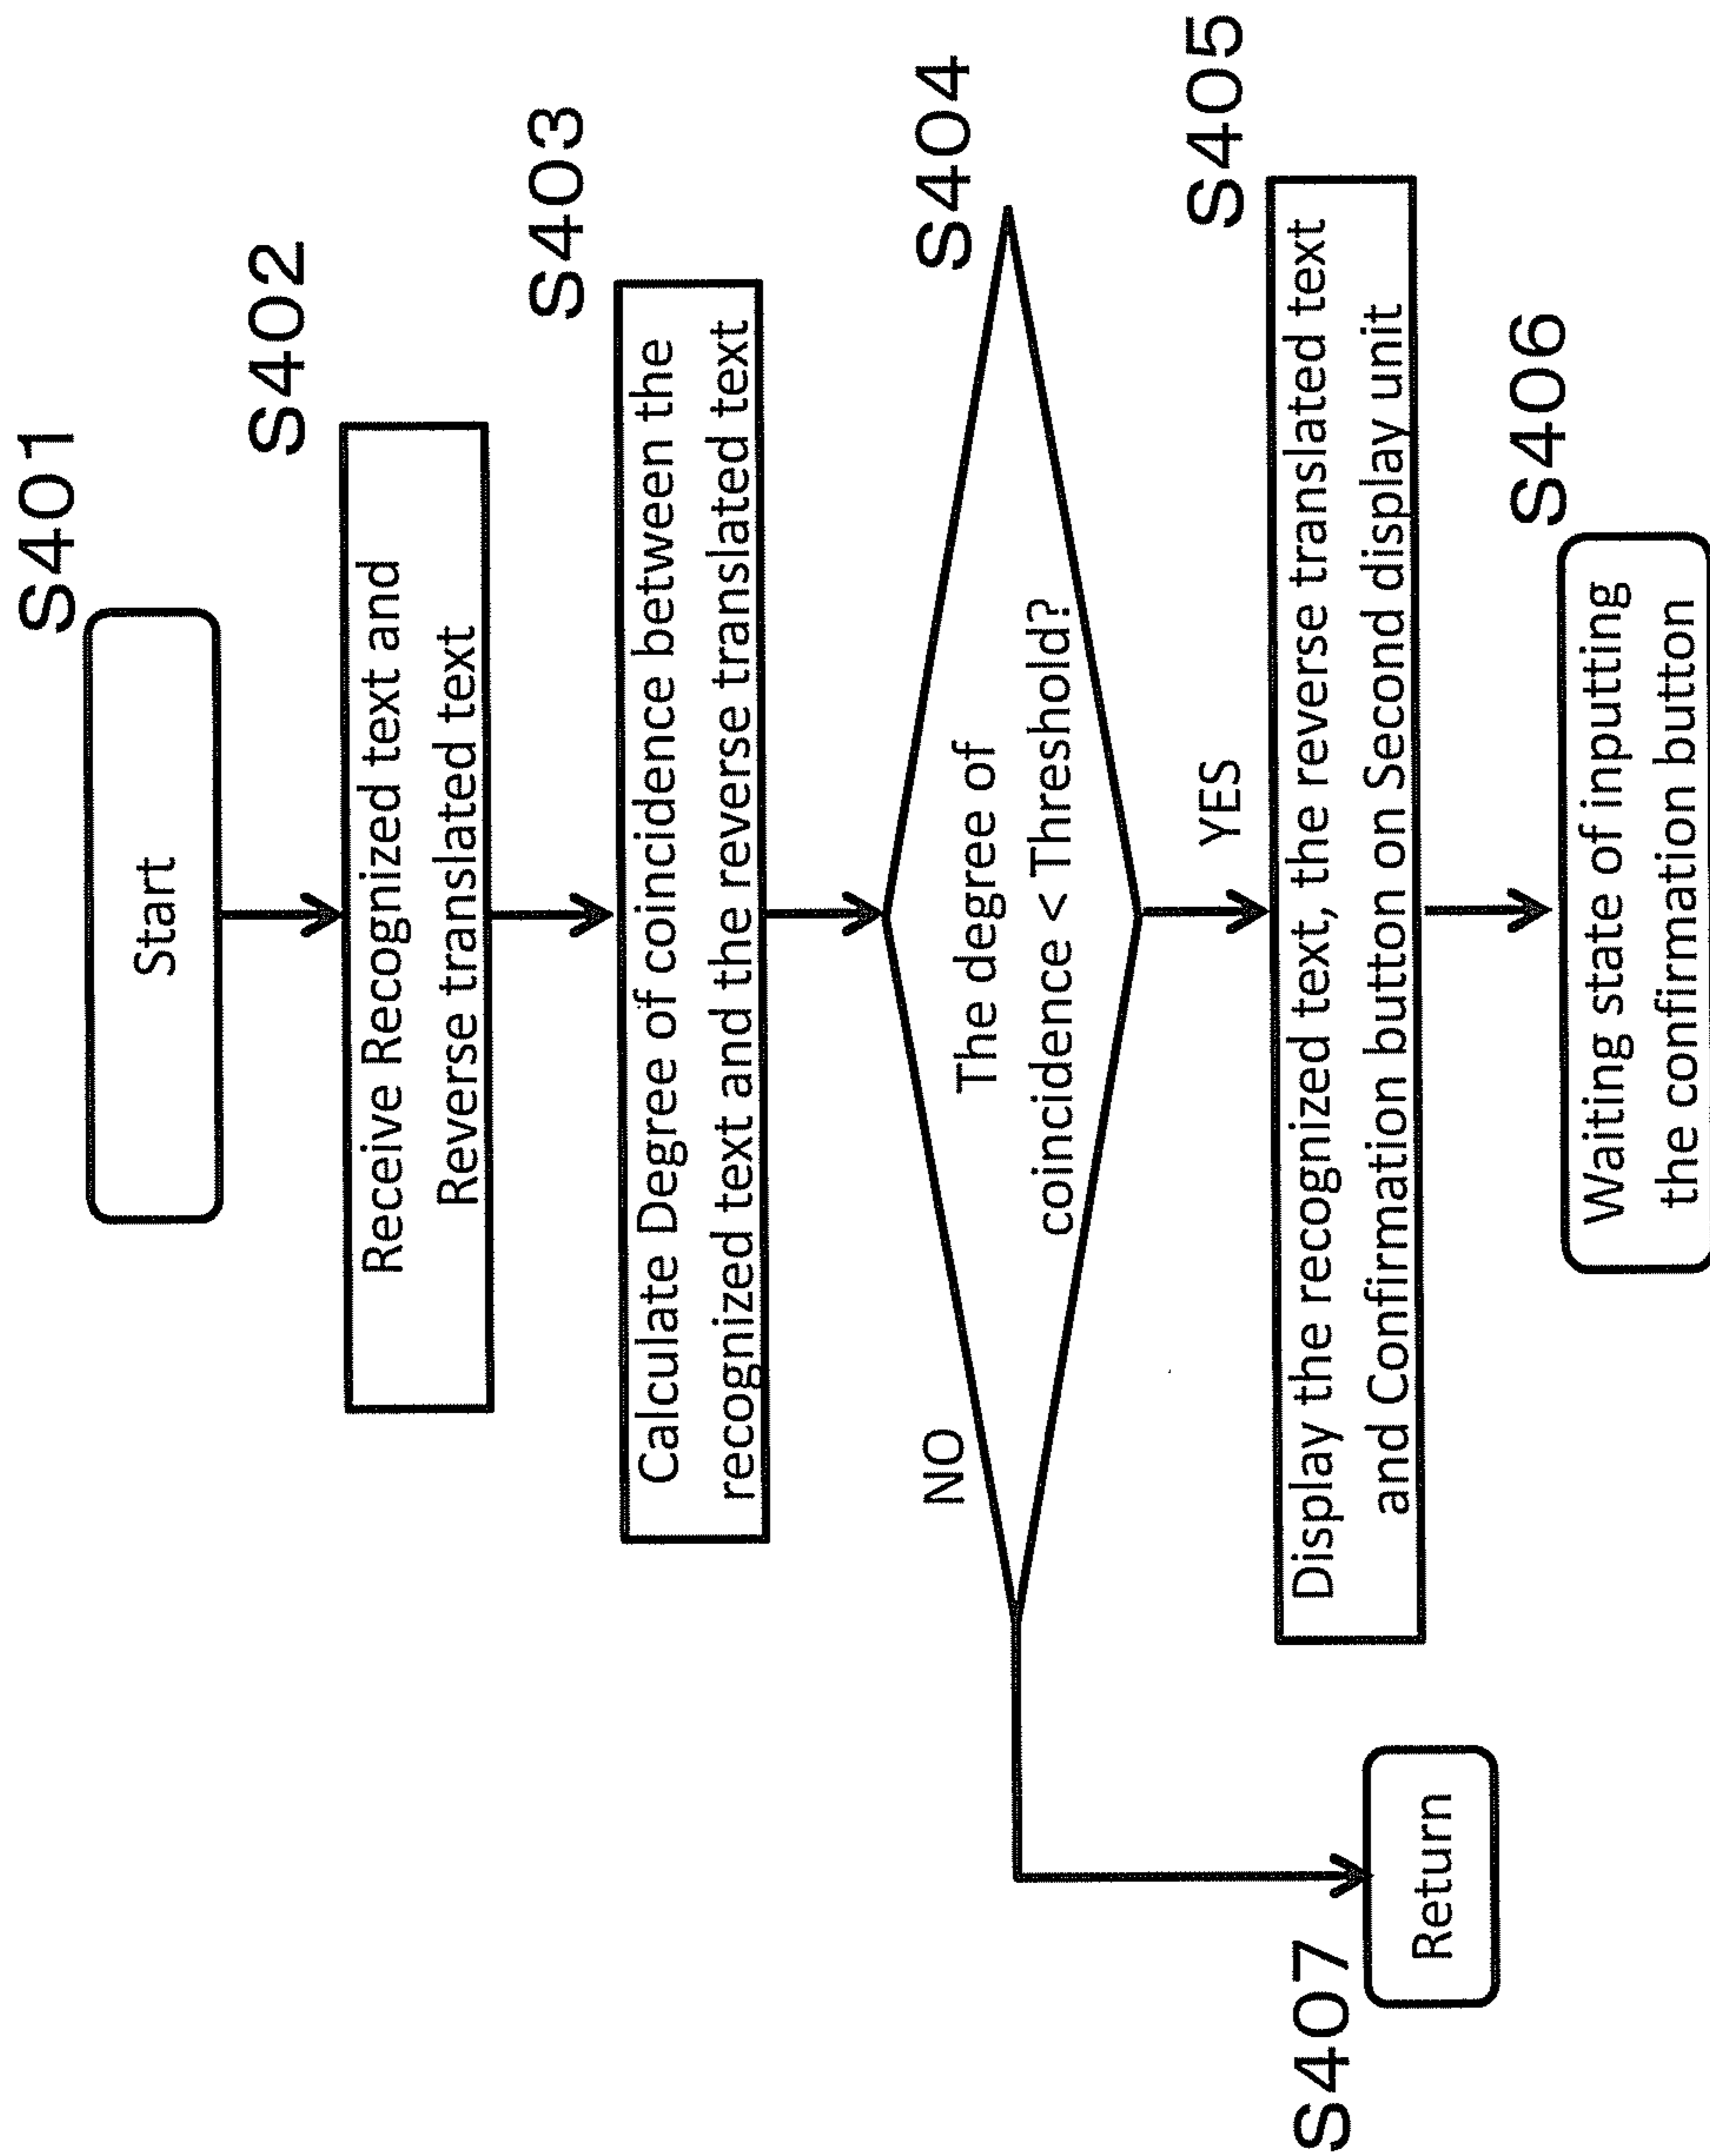 S401
Start
S402
Receive Recognized text and
Reverse translated text
S403
Calculate Degree of coincidence between the
recognized text and the reverse translated text
S404
The degree of
coincidence < Threshold?
NO
YES
S405
Display the recognized text, the reverse translated text
and Confirmation button on Second display unit
S406
Waiting state of inputting
the confirmation button
S407
Return